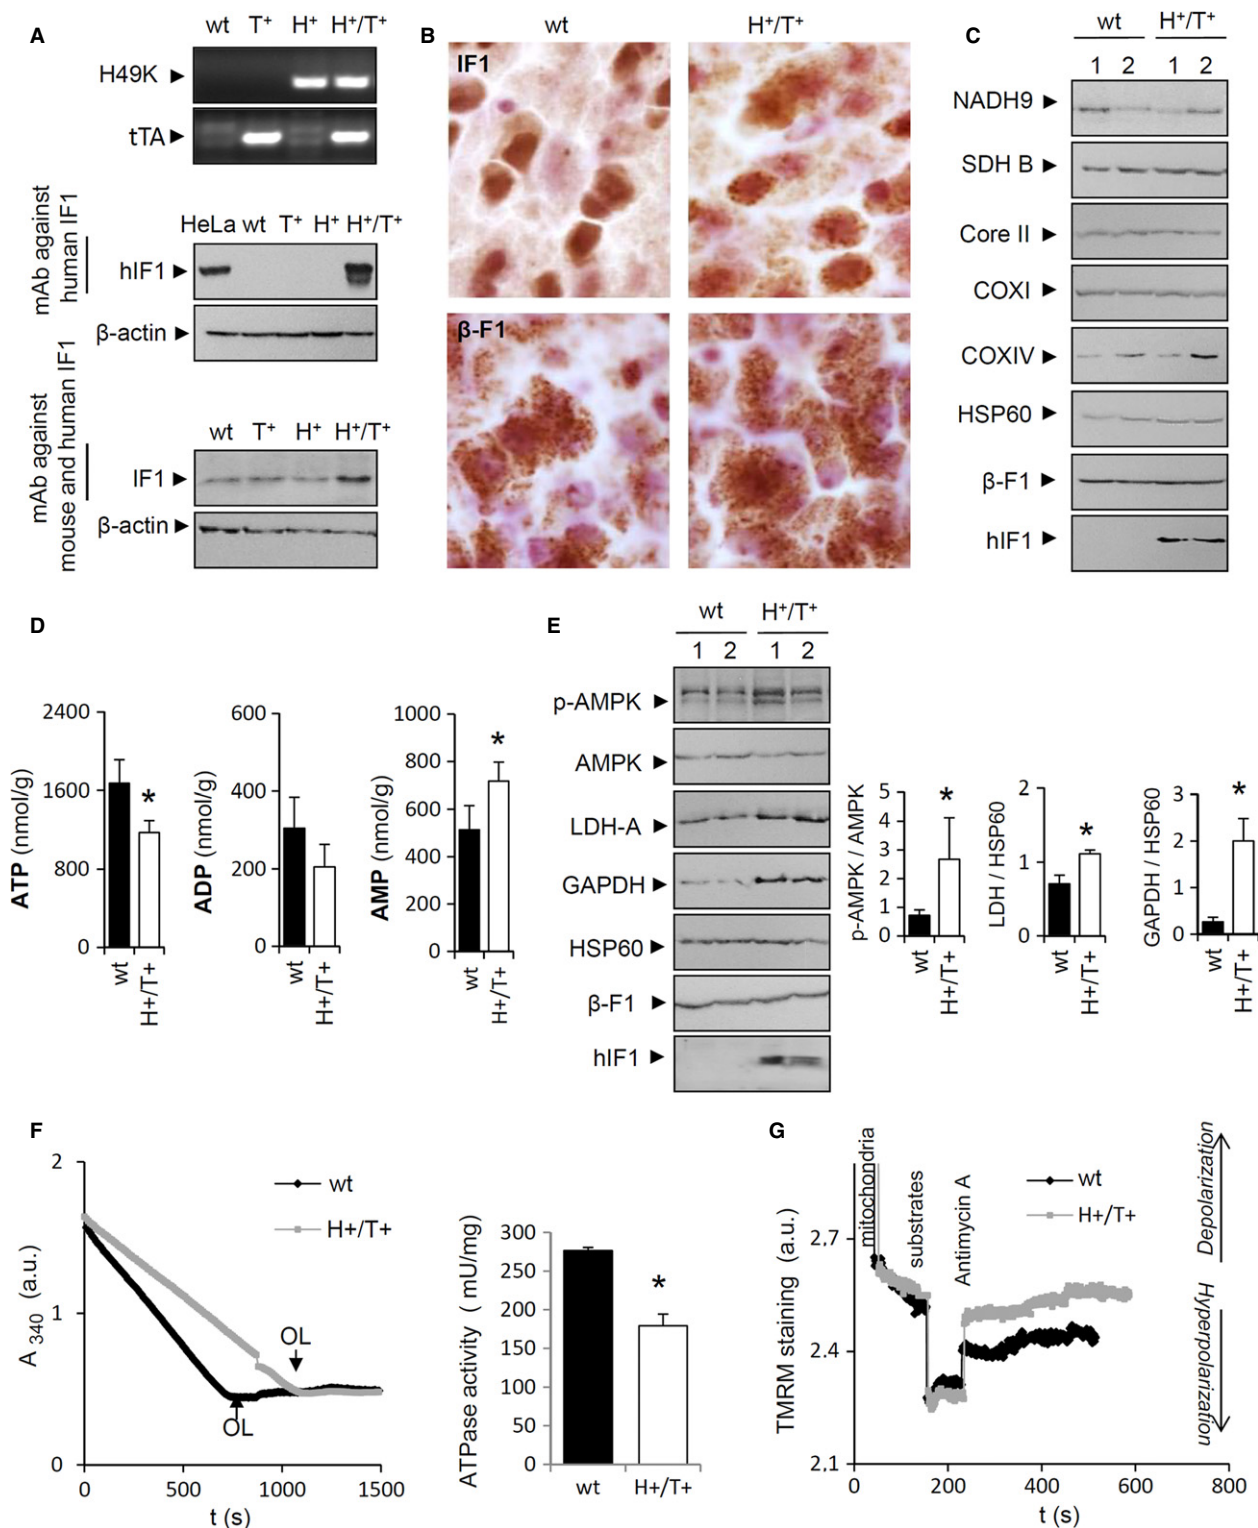 A
wt T⁺ H⁺ H⁺/T⁺
H49K
tTA
mAb against
human IF1
HeLa wt T⁺ H⁺ H⁺/T⁺
hIF1
β-actin
mAb against
mouse and human IF1
wt T⁺ H⁺ H⁺/T⁺
IF1
β-actin
B
wt H⁺/T⁺
IF1
β-F1
C
wt H⁺/T⁺
1 2 1 2
NADH9
SDH B
Core II
COXI
COXIV
HSP60
β-F1
hIF1
D
ATP (nmol/g)
2400
1600
800
0
*
wt
H+/T+
ADP (nmol/g)
600
400
200
0
wt
H+/T+
AMP (nmol/g)
1000
800
600
400
200
0
*
wt
H+/T+
E
wt H⁺/T⁺
1 2 1 2
p-AMPK
AMPK
LDH-A
GAPDH
HSP60
β-F1
hIF1
p-AMPK / AMPK
5
4
3
2
1
0
*
wt
H+/T+
LDH / HSP60
2
1
0
*
wt
H+/T+
GAPDH / HSP60
3
2
1
0
*
wt
H+/T+
F
A 340 (a.u.)
2
1
0
wt
H+/T+
OL
OL
0 500 1000 1500
t (s)
ATPase activity ( mU/mg)
300
250
200
150
100
50
0
*
wt H+/T+
G
TMRM staining (a.u.)
2.7
2.4
2.1
mitochondria
substrates
Antimycin A
wt
H+/T+
Depolarization
Hyperpolarization
0 200 400 600 800
t (s)